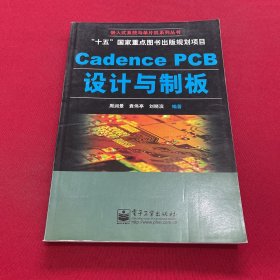 嵌入式系统与单片机系列丛书
“十五”国家重点图书出版规划项目
Cadence PCB
设计与制板
周润景 袁伟亭 刘晓滨 编著
电子工业出版社